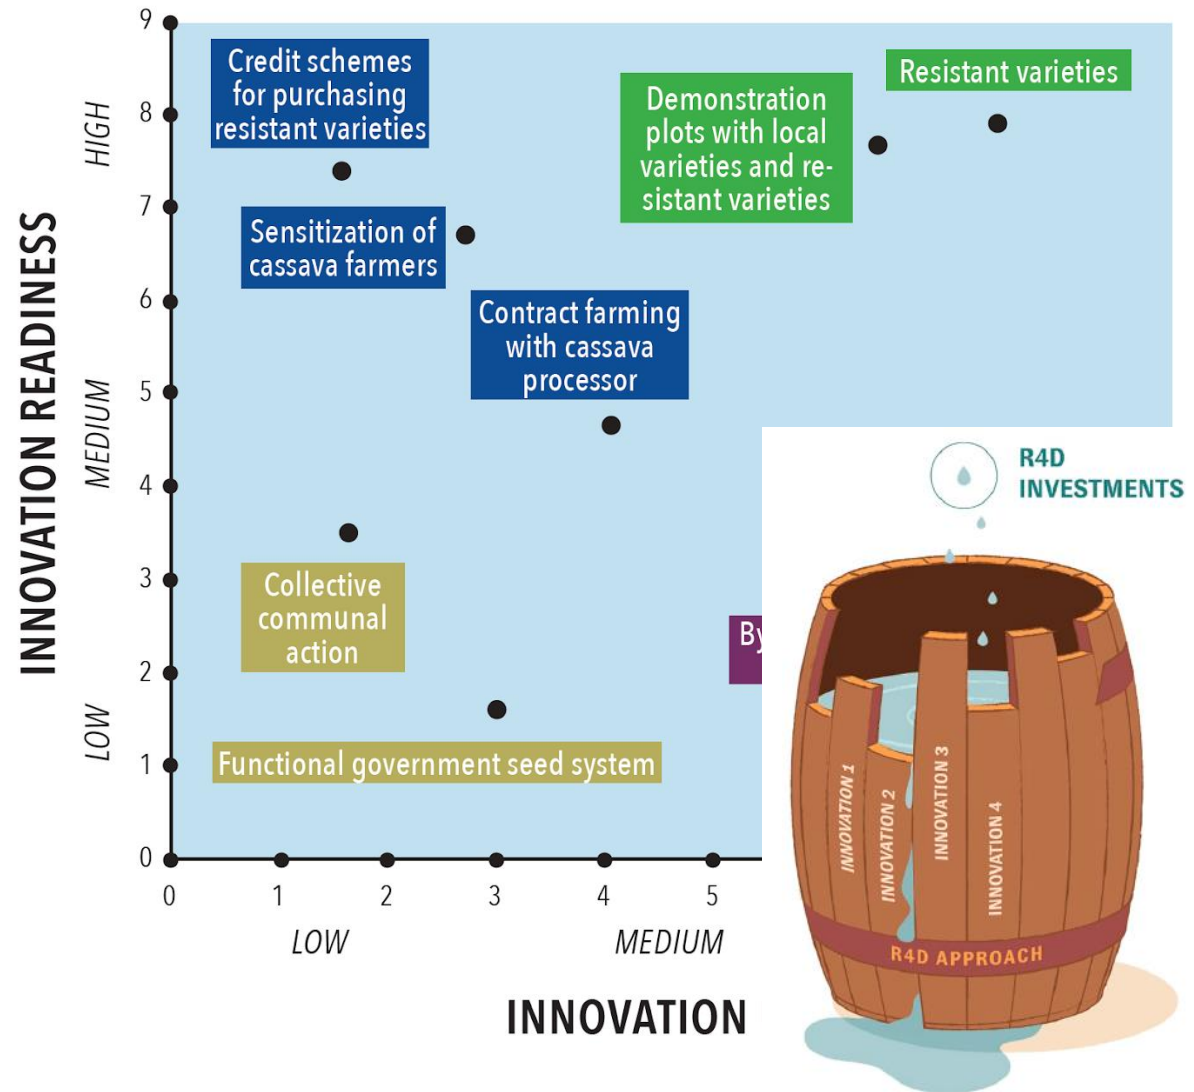 9
8
7
6
5
4
3
2
1
0
HIGH
MEDIUM
LOW
INNOVATION READINESS
Credit schemes
for purchasing
resistant varieties
Sensitization of
cassava farmers
Contract farming
with cassava
processor
Demonstration
plots with local
varieties and re-
sistant varieties
Resistant varieties
Collective
communal
action
Functional government seed system
By
0 1 2 3 4 5
LOW MEDIUM
INNOVATION
R4D
INVESTMENTS
INNOVATION 1
INNOVATION 2
INNOVATION 3
INNOVATION 4
R4D APPROACH